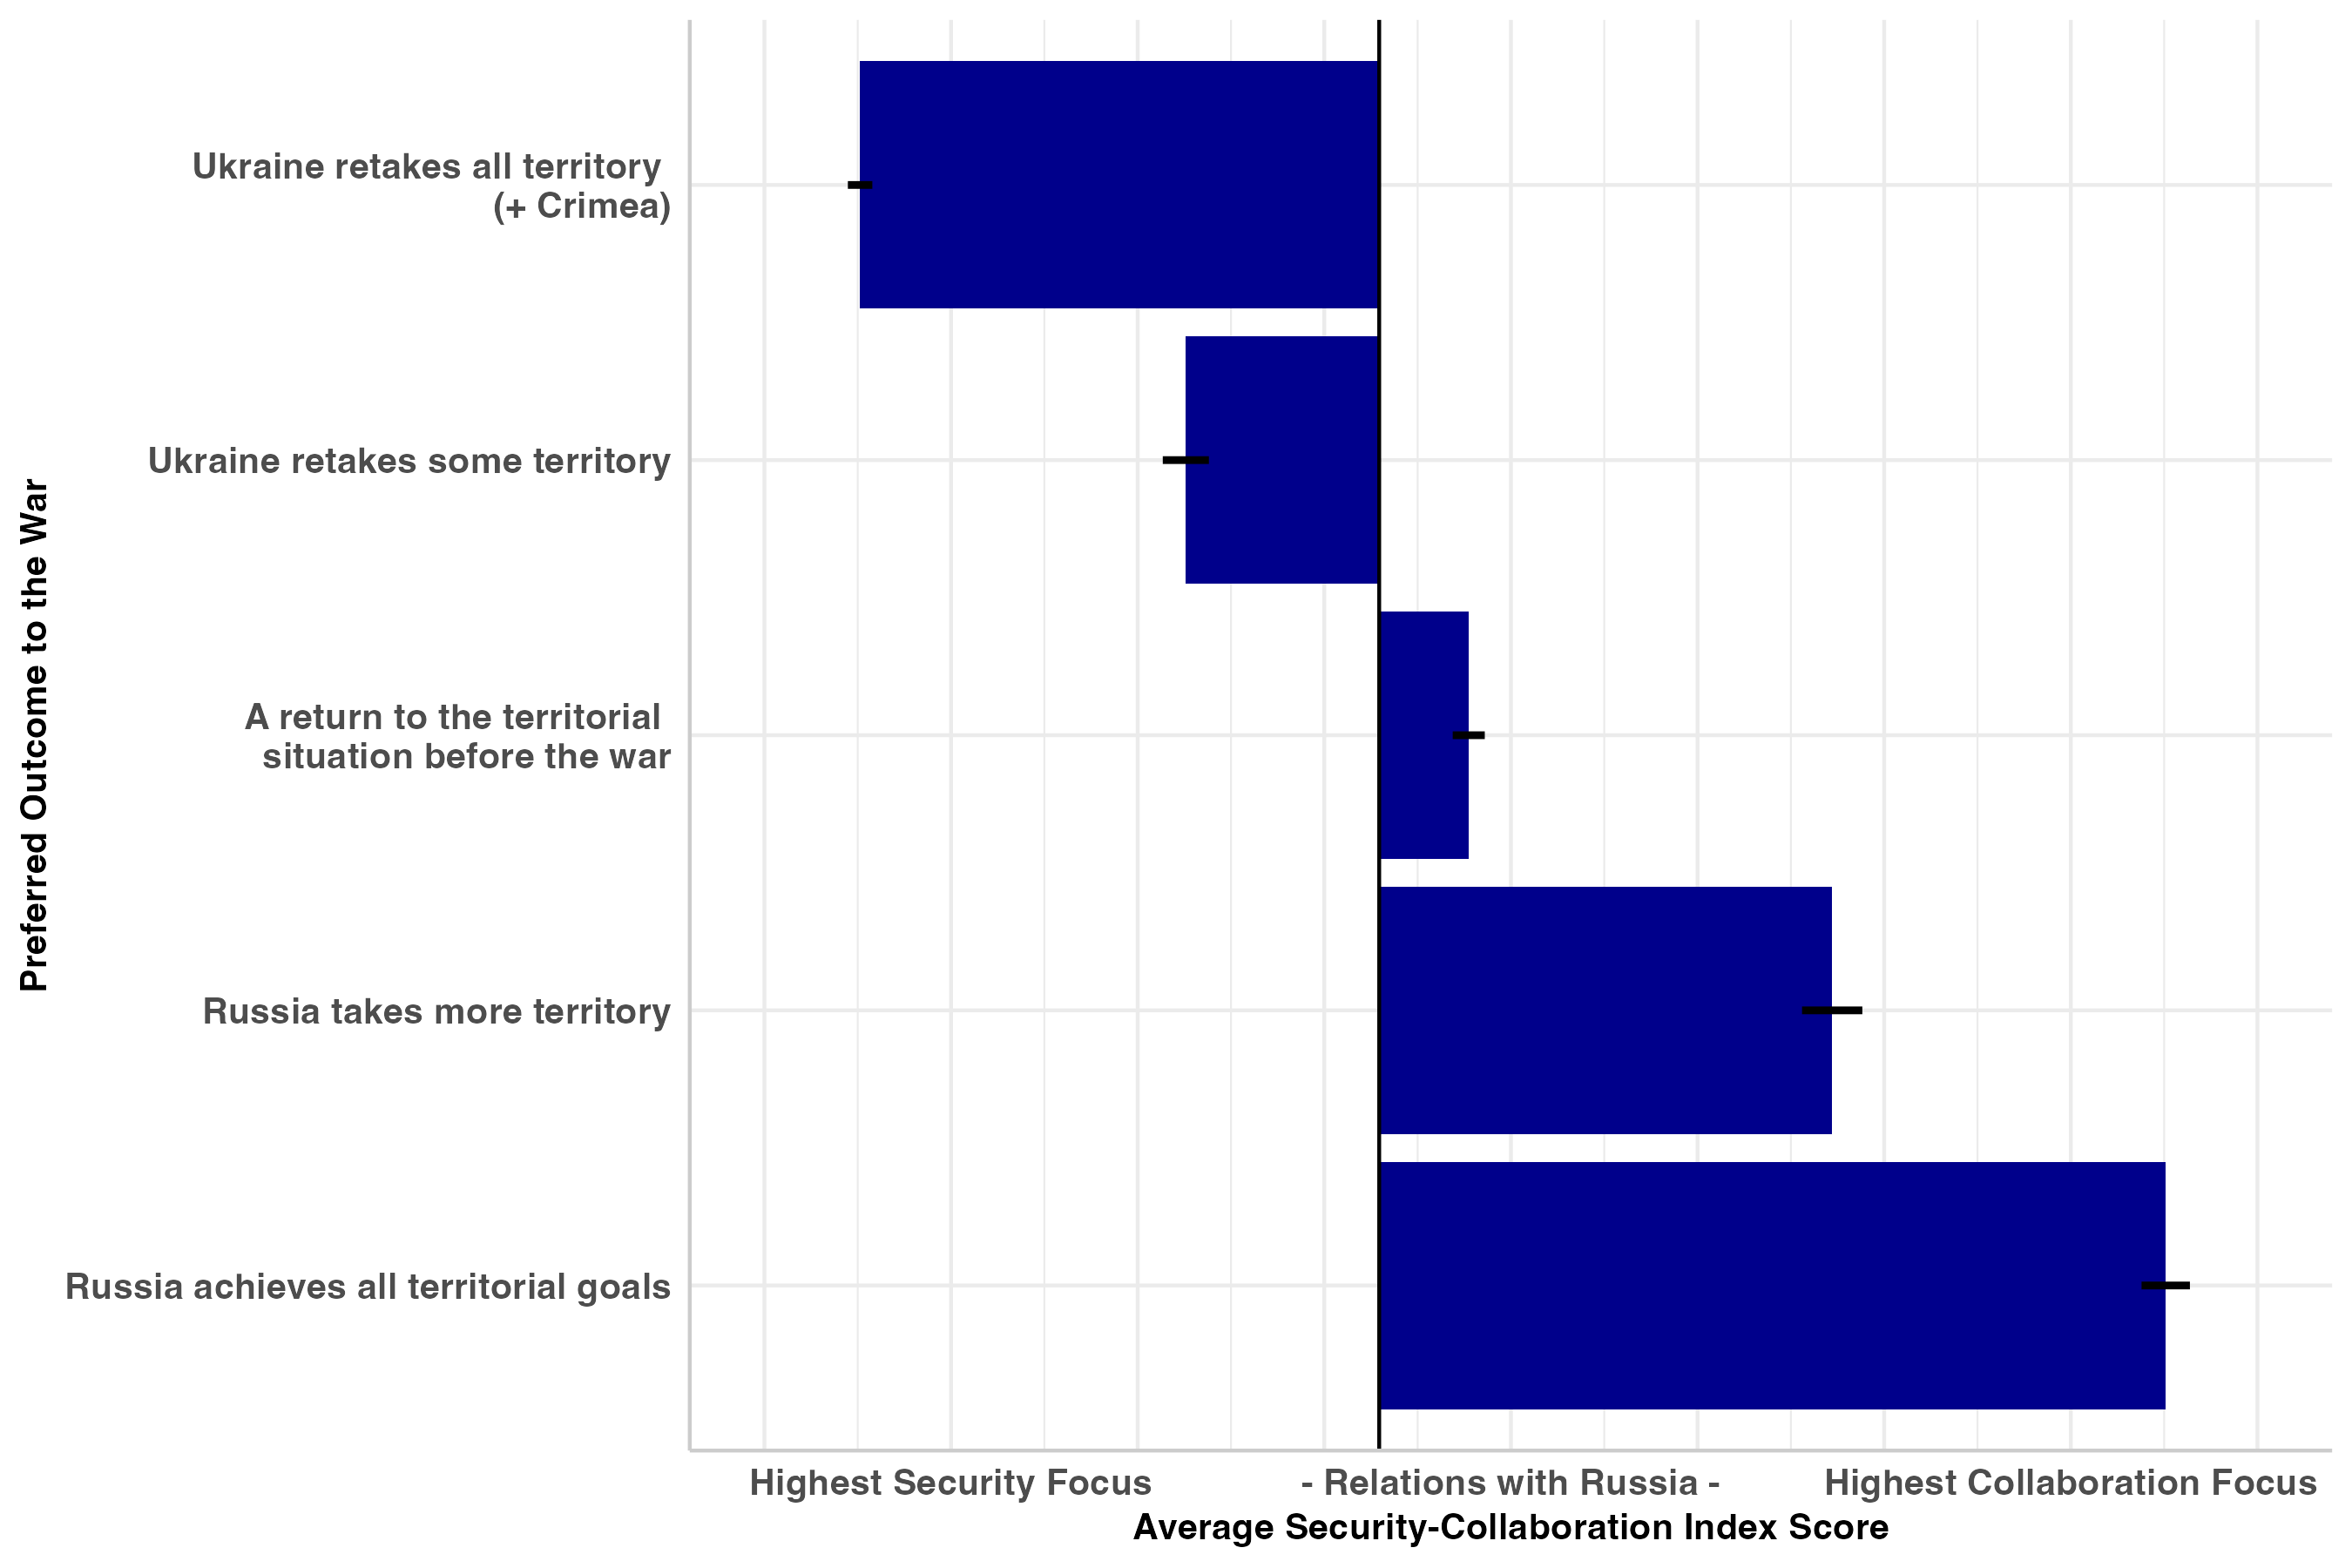 Ukraine retakes all territory
(+ Crimea)
Ukraine retakes some territory
A return to the territorial
situation before the war
Russia takes more territory
Russia achieves all territorial goals
Preferred Outcome to the War
Highest Security Focus
- Relations with Russia -
Highest Collaboration Focus
Average Security-Collaboration Index Score